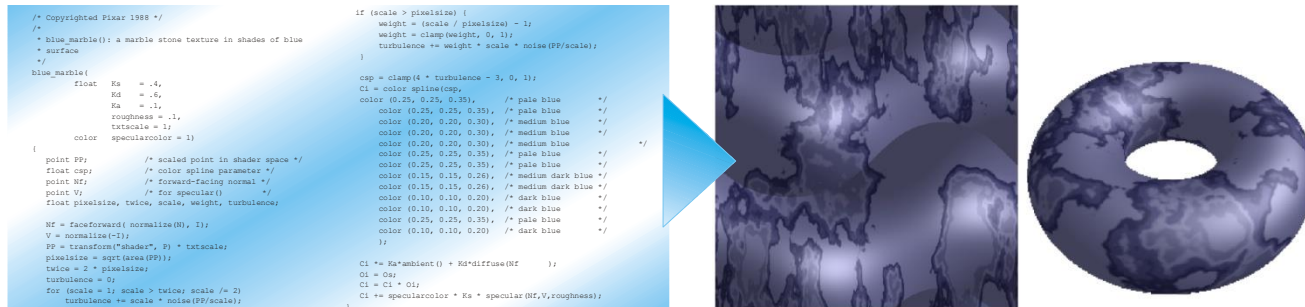 /* Copyrighted Pixar 1988 */
/*
* blue_marble(): a marble stone texture in shades of blue
* surface
*/
blue_marble(
float Ks = .4,
Kd = .6,
Ka = .1,
roughness = .1,
txtscale = 1;
color specularcolor = 1)
{
point PP; /* scaled point in shader space */
float csp; /* color spline parameter */
point Nf; /* forward-facing normal */
point V; /* for specular() */
float pixelsize, twice, scale, weight, turbulence;
Nf = faceforward( normalize(N), I);
V = normalize(-I);
PP = transform("shader", P) * txtscale;
pixelsize = sqrt(area(PP));
twice = 2 * pixelsize;
turbulence = 0;
for (scale = 1; scale > twice; scale /= 2)
turbulence += scale * noise(PP/scale);
if (scale > pixelsize) {
weight = (scale / pixelsize) - 1;
weight = clamp(weight, 0, 1);
turbulence += weight * scale * noise(PP/scale);
}
csp = clamp(4 * turbulence - 3, 0, 1);
Ci = color spline(csp,
color (0.25, 0.25, 0.35), /* pale blue */
color (0.25, 0.25, 0.35), /* pale blue */
color (0.20, 0.20, 0.30), /* medium blue */
color (0.20, 0.20, 0.30), /* medium blue */
color (0.20, 0.20, 0.30), /* medium blue */
color (0.25, 0.25, 0.35), /* pale blue */
color (0.25, 0.25, 0.35), /* pale blue */
color (0.15, 0.15, 0.26), /* medium dark blue */
color (0.15, 0.15, 0.26), /* medium dark blue */
color (0.10, 0.10, 0.20), /* dark blue */
color (0.10, 0.10, 0.20), /* dark blue */
color (0.25, 0.25, 0.35), /* pale blue */
color (0.10, 0.10, 0.20) /* dark blue */
);
Ci *= Ka*ambient() + Kd*diffuse(Nf );
Oi = Os;
Ci = Ci * Oi;
Ci += specularcolor * Ks * specular(Nf,V,roughness);